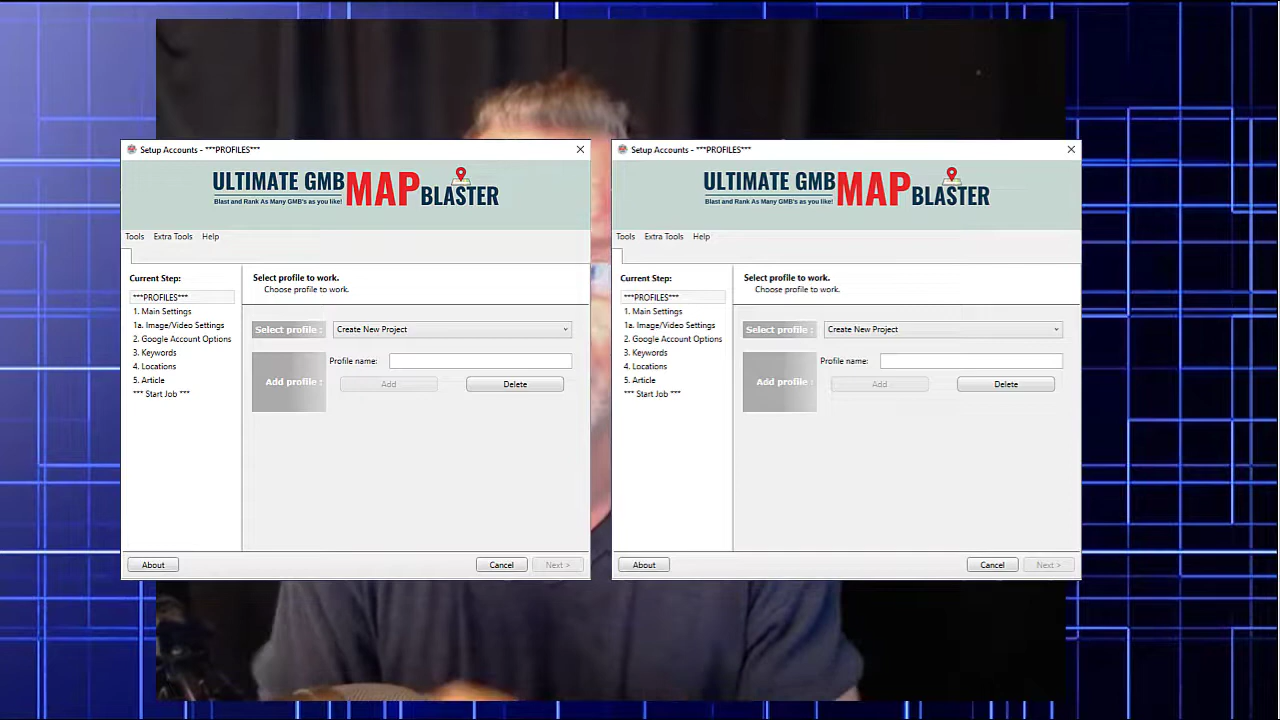 Setup Accounts - ***PROFILES***
ULTIMATE GMB MAP BLASTER
Blast and Rank As Many GMB's as you like!
Tools Extra Tools Help
Current Step:
***PROFILES***
1. Main Settings
1a. Image/Video Settings
2. Google Account Options
3. Keywords
4. Locations
5. Article
*** Start Job ***
Select profile to work.
Choose profile to work.
Select profile : Create New Project
Add profile : Profile name:
Add Delete
About Cancel Next >
Setup Accounts - ***PROFILES***
ULTIMATE GMB MAP BLASTER
Blast and Rank As Many GMB's as you like!
Tools Extra Tools Help
Current Step:
***PROFILES***
1. Main Settings
1a. Image/Video Settings
2. Google Account Options
3. Keywords
4. Locations
5. Article
*** Start Job ***
Select profile to work.
Choose profile to work.
Select profile : Create New Project
Add profile : Profile name:
Add Delete
About Cancel Next >